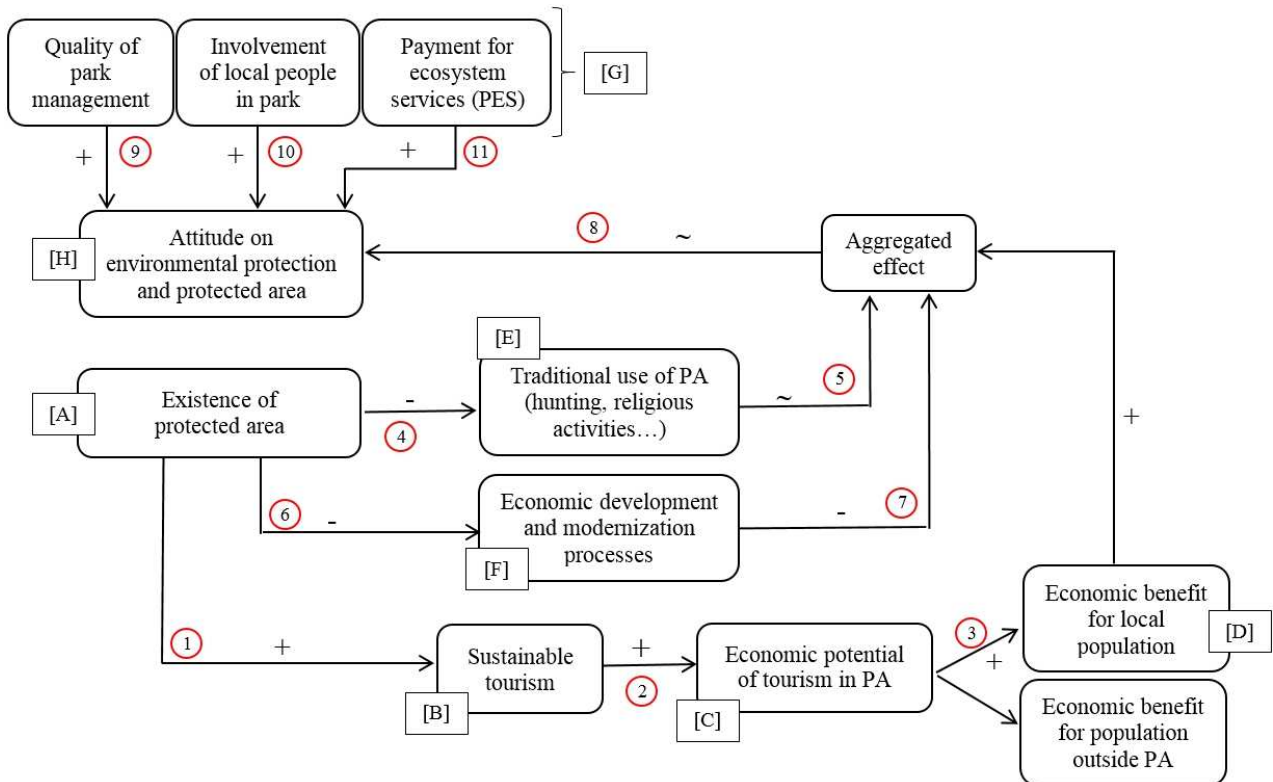 Quality of
park
management
Involvement
of local people
in park
Payment for
ecosystem
services (PES)
[G]
+
9
+
10
+
11
[H]
Attitude on
environmental protection
and protected area
8
~
Aggregated
effect
[A]
Existence of
protected area
-
4
[E]
Traditional use of PA
(hunting, religious
activities…)
~
5
+
6
-
[F]
Economic development
and modernization
processes
-
7
1
+
[B]
Sustainable
tourism
+
2
[C]
Economic potential
of tourism in PA
3
+
Economic benefit
for local
population
[D]
Economic benefit
for population
outside PA